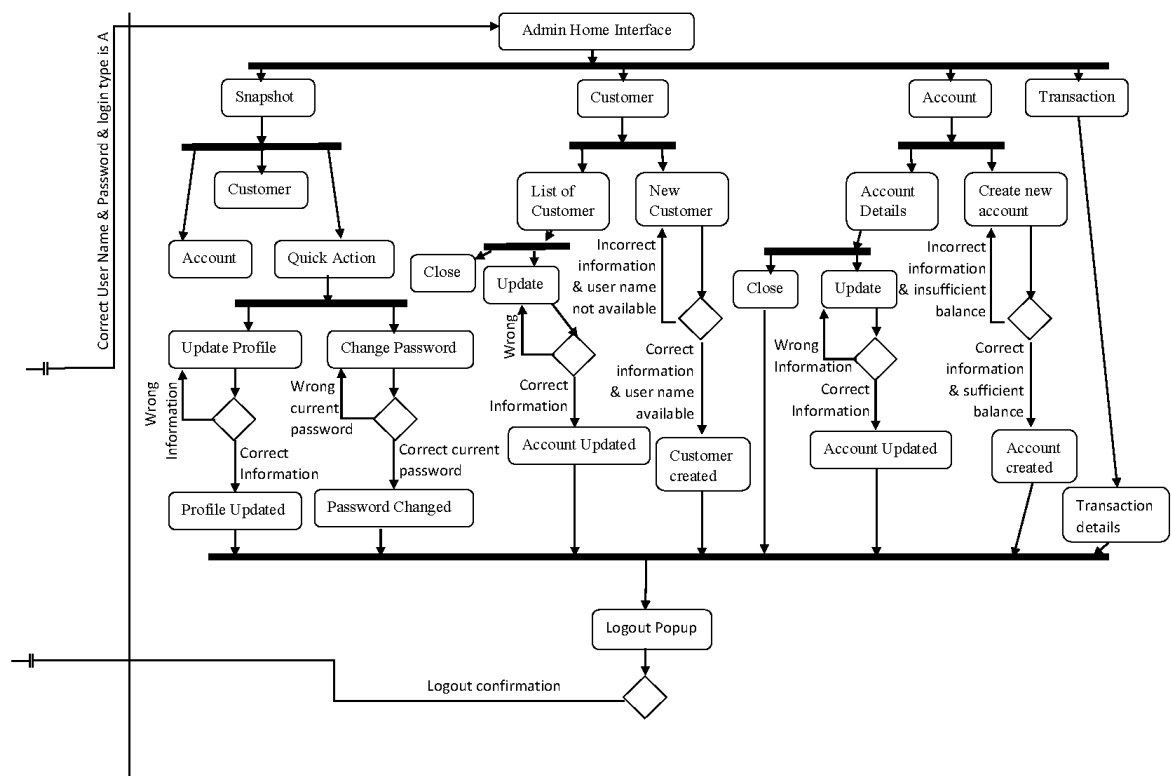 Correct User Name & Password & login type is A
Admin Home Interface
Snapshot
Customer
Account
Transaction
Customer
Account
Quick Action
List of
Customer
New
Customer
Account
Details
Create new
account
Close
Update
Incorrect
information
& user name
not available
Close
Update
Incorrect
information
& insufficient
balance
Update Profile
Change Password
Wrong
Wrong
Information
Wrong
Information
Wrong
current
password
Correct
Information
Correct
information
& user name
available
Correct
Information
Correct
information
& sufficient
balance
Correct
Information
Correct current
password
Account Updated
Customer
created
Account Updated
Account
created
Profile Updated
Password Changed
Transaction
details
Logout Popup
Logout confirmation